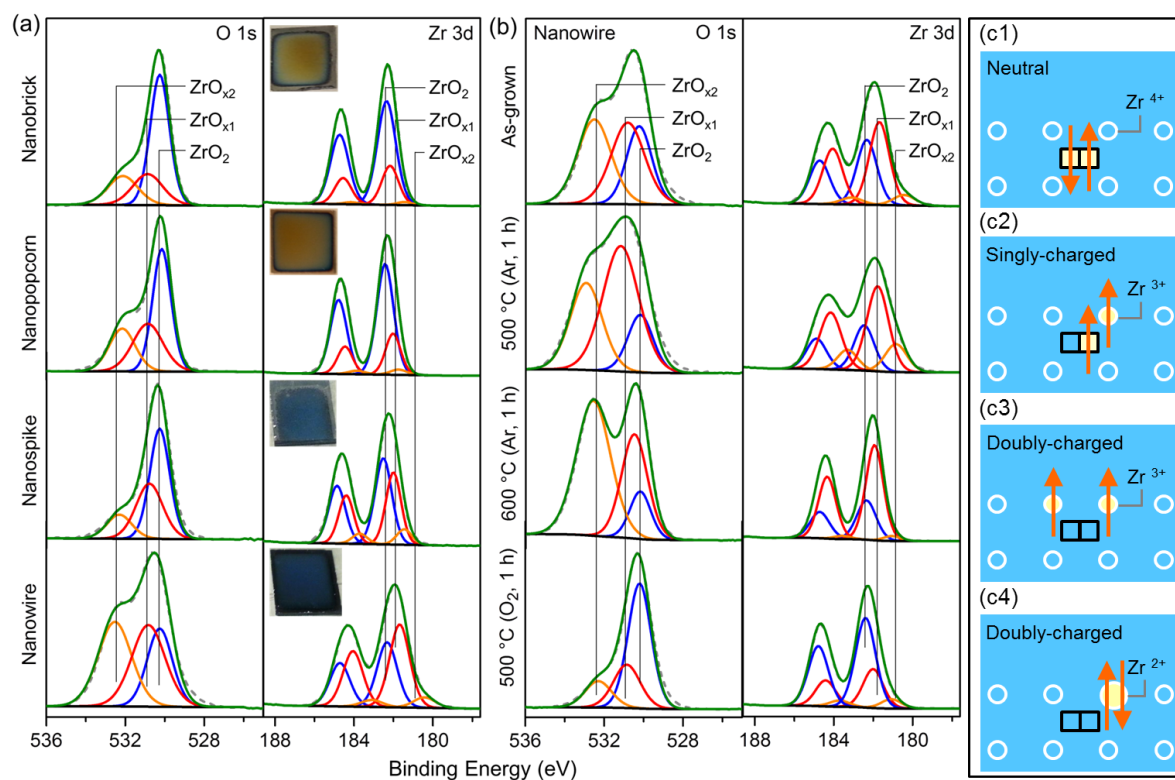 (a)
O 1s
Zr 3d
Nanobrick
ZrOx2
ZrOx1
ZrO2
ZrO2
ZrOx1
ZrOx2
Nanopopcorn
Nanospike
Nanowire
536
532
528
188
184
180
(b)
Nanowire
O 1s
Zr 3d
As-grown
ZrOx2
ZrOx1
ZrO2
ZrO2
ZrOx1
ZrOx2
500 °C (Ar, 1 h)
600 °C (Ar, 1 h)
500 °C (O2, 1 h)
536
532
528
188
184
180
Binding Energy (eV)
(c1)
Neutral
Zr 4+
(c2)
Singly-charged
Zr 3+
(c3)
Doubly-charged
Zr 3+
(c4)
Doubly-charged
Zr 2+